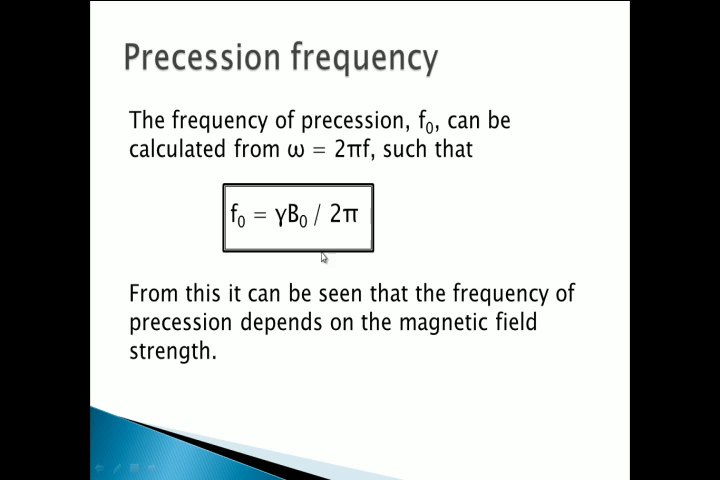 Precession frequency
The frequency of precession, f₀, can be
calculated from ω = 2πf, such that
f₀ = γB₀ / 2π
From this it can be seen that the frequency of
precession depends on the magnetic field
strength.